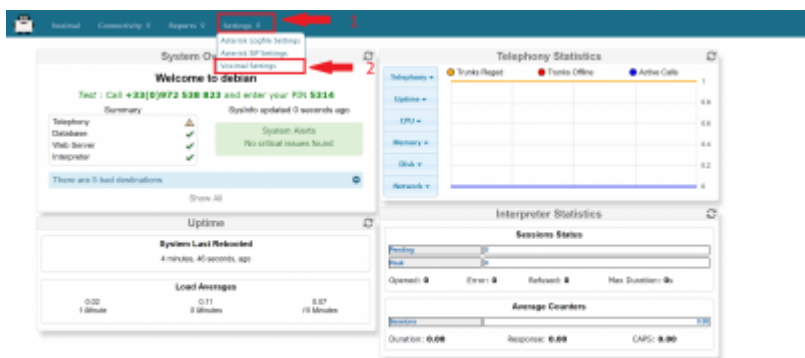 Voximal Connectivity Reports Settings 1
Asterisk Logfile Settings
Asterisk SIP Settings
Voximal Settings 2
System Ov
Welcome to debian
Test : Call +33(0)972 538 823 and enter your PIN 5314
Summary
SysInfo updated 0 seconds ago
Telephony
Database
Web Server
Interpreter
System Alerts
No critical issues found
There are 5 bad destinations
Show All
Uptime
System Last Rebooted
4 minutes, 46 seconds, ago
Load Averages
0.02 0.11 0.07
1 Minute 5 Minutes 15 Minutes
Telephony Statistics
Telephony
Uptime
CPU
Memory
Disk
Network
Trunks Reged Trunks Offline Active Calls
1
0.8
0.6
0.4
0.2
0
Interpreter Statistics
Sessions Status
Pending 0
Peak 0
Opened: 0 Error: 0 Refused: 0 Max Duration: 0s
Average Counters
Sessions 0.00
Duration: 0.00 Response: 0.00 CAPS: 0.00